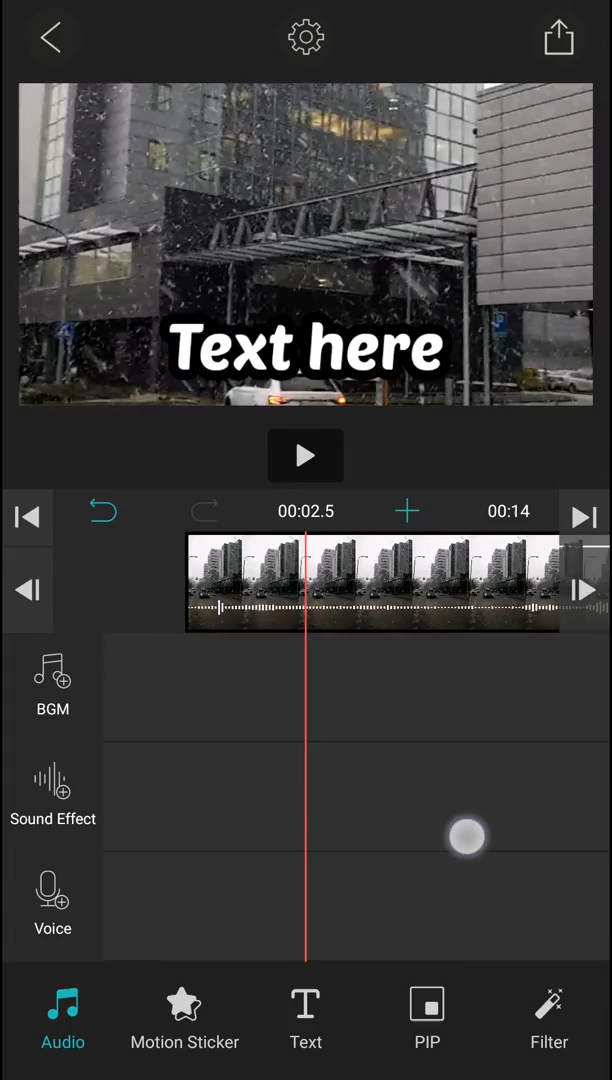 Text here
00:02.5
00:14
BGM
Sound Effect
Voice
Audio
Motion Sticker
Text
PIP
Filter